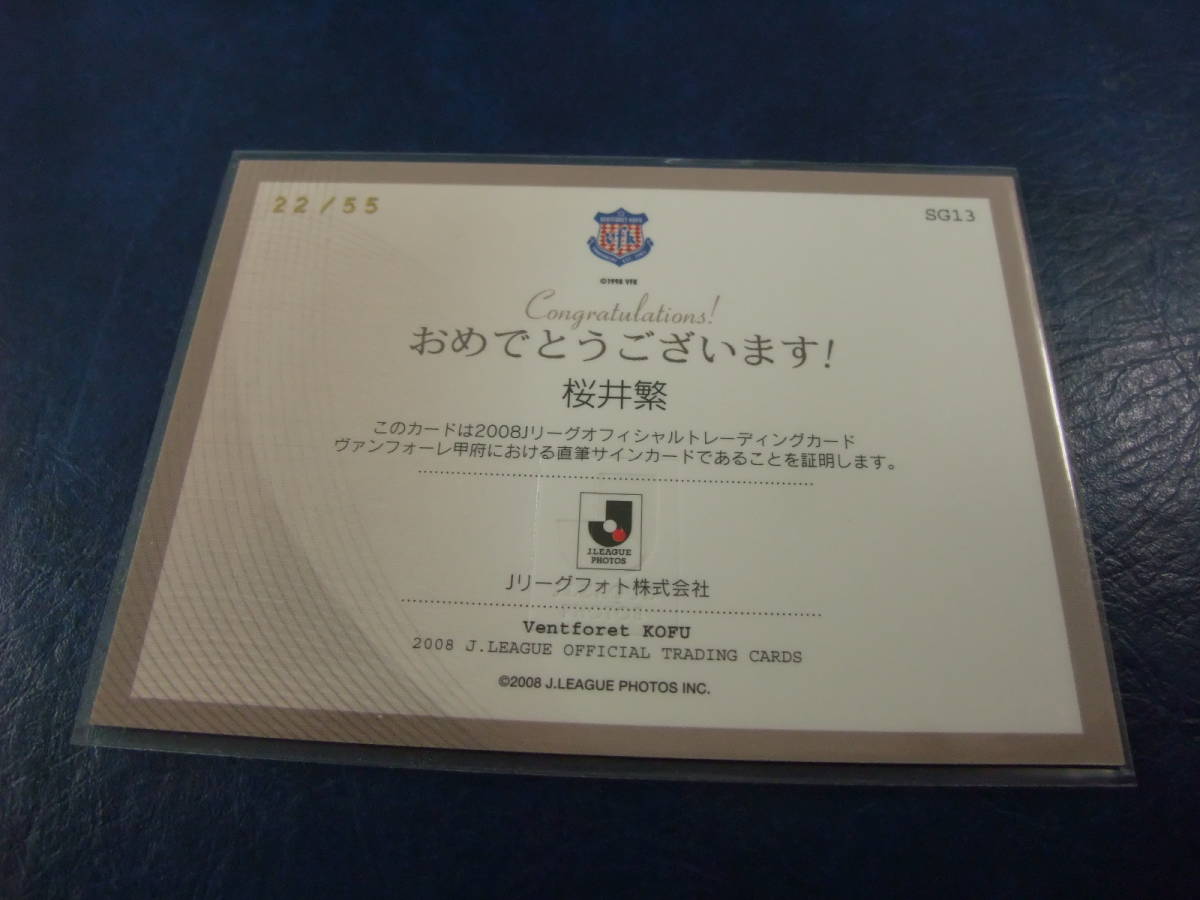 22/55
SG13
VENTFORET KOFU
vfk
©1998 VFK
Congratulations!
おめでとうございます!
桜井繁
このカードは2008Jリーグオフィシャルトレーディングカード
ヴァンフォーレ甲府における直筆サインカードであることを証明します。
J.LEAGUE
PHOTOS
Jリーグフォト株式会社
Ventforet KOFU
2008 J.LEAGUE OFFICIAL TRADING CARDS
©2008 J.LEAGUE PHOTOS INC.